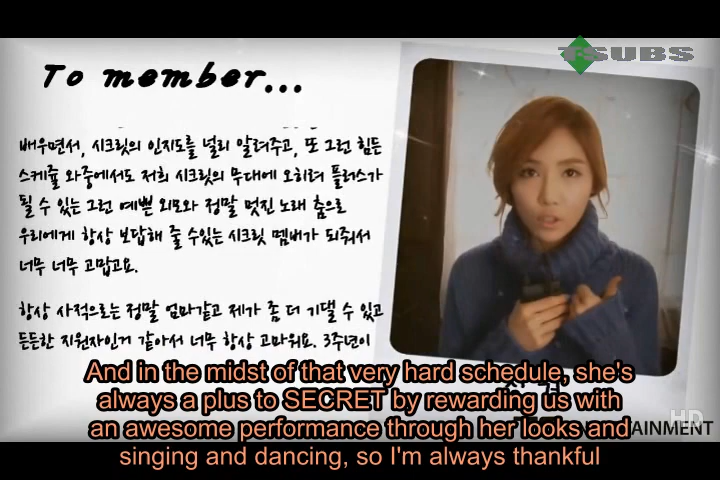 TSUBS
To member...
배우면서, 시크릿의 인지도를 널리 알려주고, 또 그런 힘든
스케쥴 와중에서도 저희 시크릿의 무대에 오히려 플러스가
될 수 있는 그런 예쁜 외모와 정말 멋진 노래 춤으로
우리에게 항상 보답해 줄 수있는 시크릿 멤버가 되줘서
너무 너무 고맙고요.
항상 사적으로는 정말 엄마같고 제가 좀 더 기댈 수 있고
든든한 지원자인거 같아서 너무 항상 고마워요. 3주년이
And in the midst of that very hard schedule, she's
always a plus to SECRET by rewarding us with
an awesome performance through her looks and
singing and dancing, so I'm always thankful
HD
AINMENT